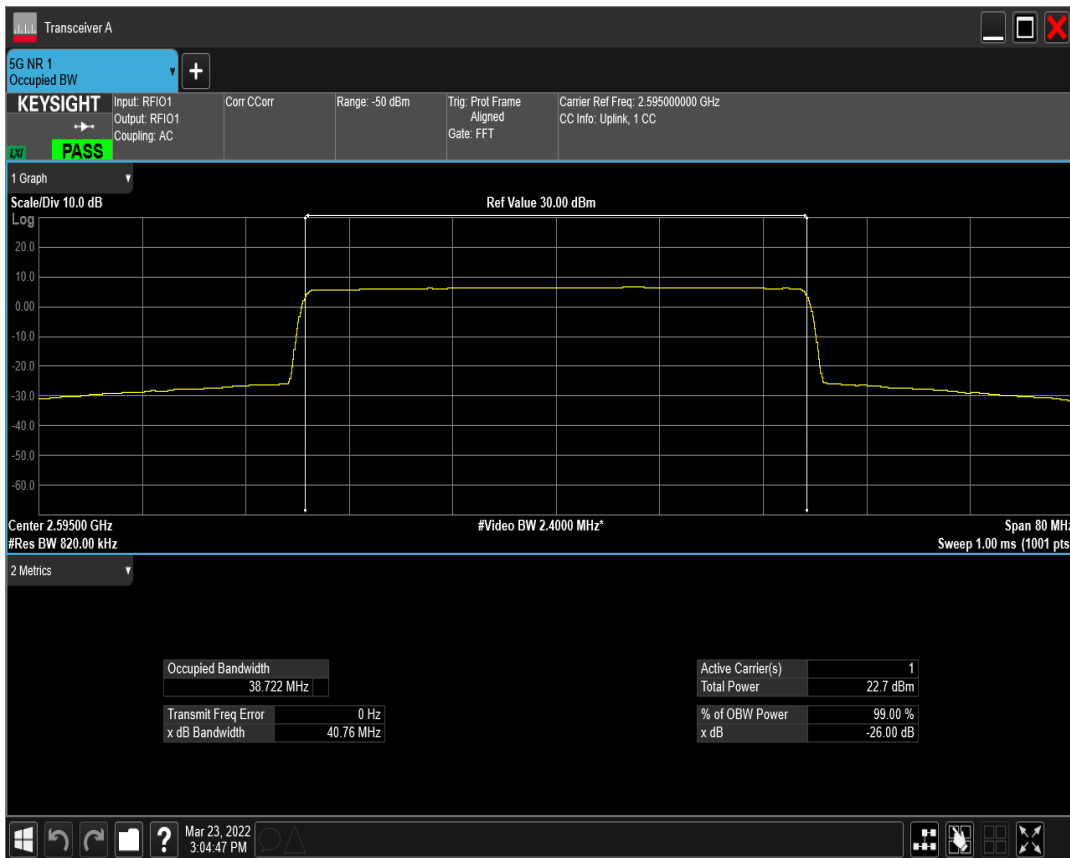 Transceiver A
5G NR 1
Occupied BW
+
KEYSIGHT
LXI
PASS
Input: RFIO1
Output: RFIO1
Coupling: AC
Corr CCorr
Range: -50 dBm
Trig: Prot Frame
Aligned
Gate: FFT
Carrier Ref Freq: 2.595000000 GHz
CC Info: Uplink, 1 CC
1 Graph
Scale/Div 10.0 dB
Ref Value 30.00 dBm
Log
20.0
10.0
0.00
-10.0
-20.0
-30.0
-40.0
-50.0
-60.0
Center 2.59500 GHz
#Video BW 2.4000 MHz*
Span 80 MHz
#Res BW 820.00 kHz
Sweep 1.00 ms (1001 pts
2 Metrics
Occupied Bandwidth
38.722 MHz
Transmit Freq Error 0 Hz
x dB Bandwidth 40.76 MHz
Active Carrier(s) 1
Total Power 22.7 dBm
% of OBW Power 99.00 %
x dB -26.00 dB
?
Mar 23, 2022
3:04:47 PM